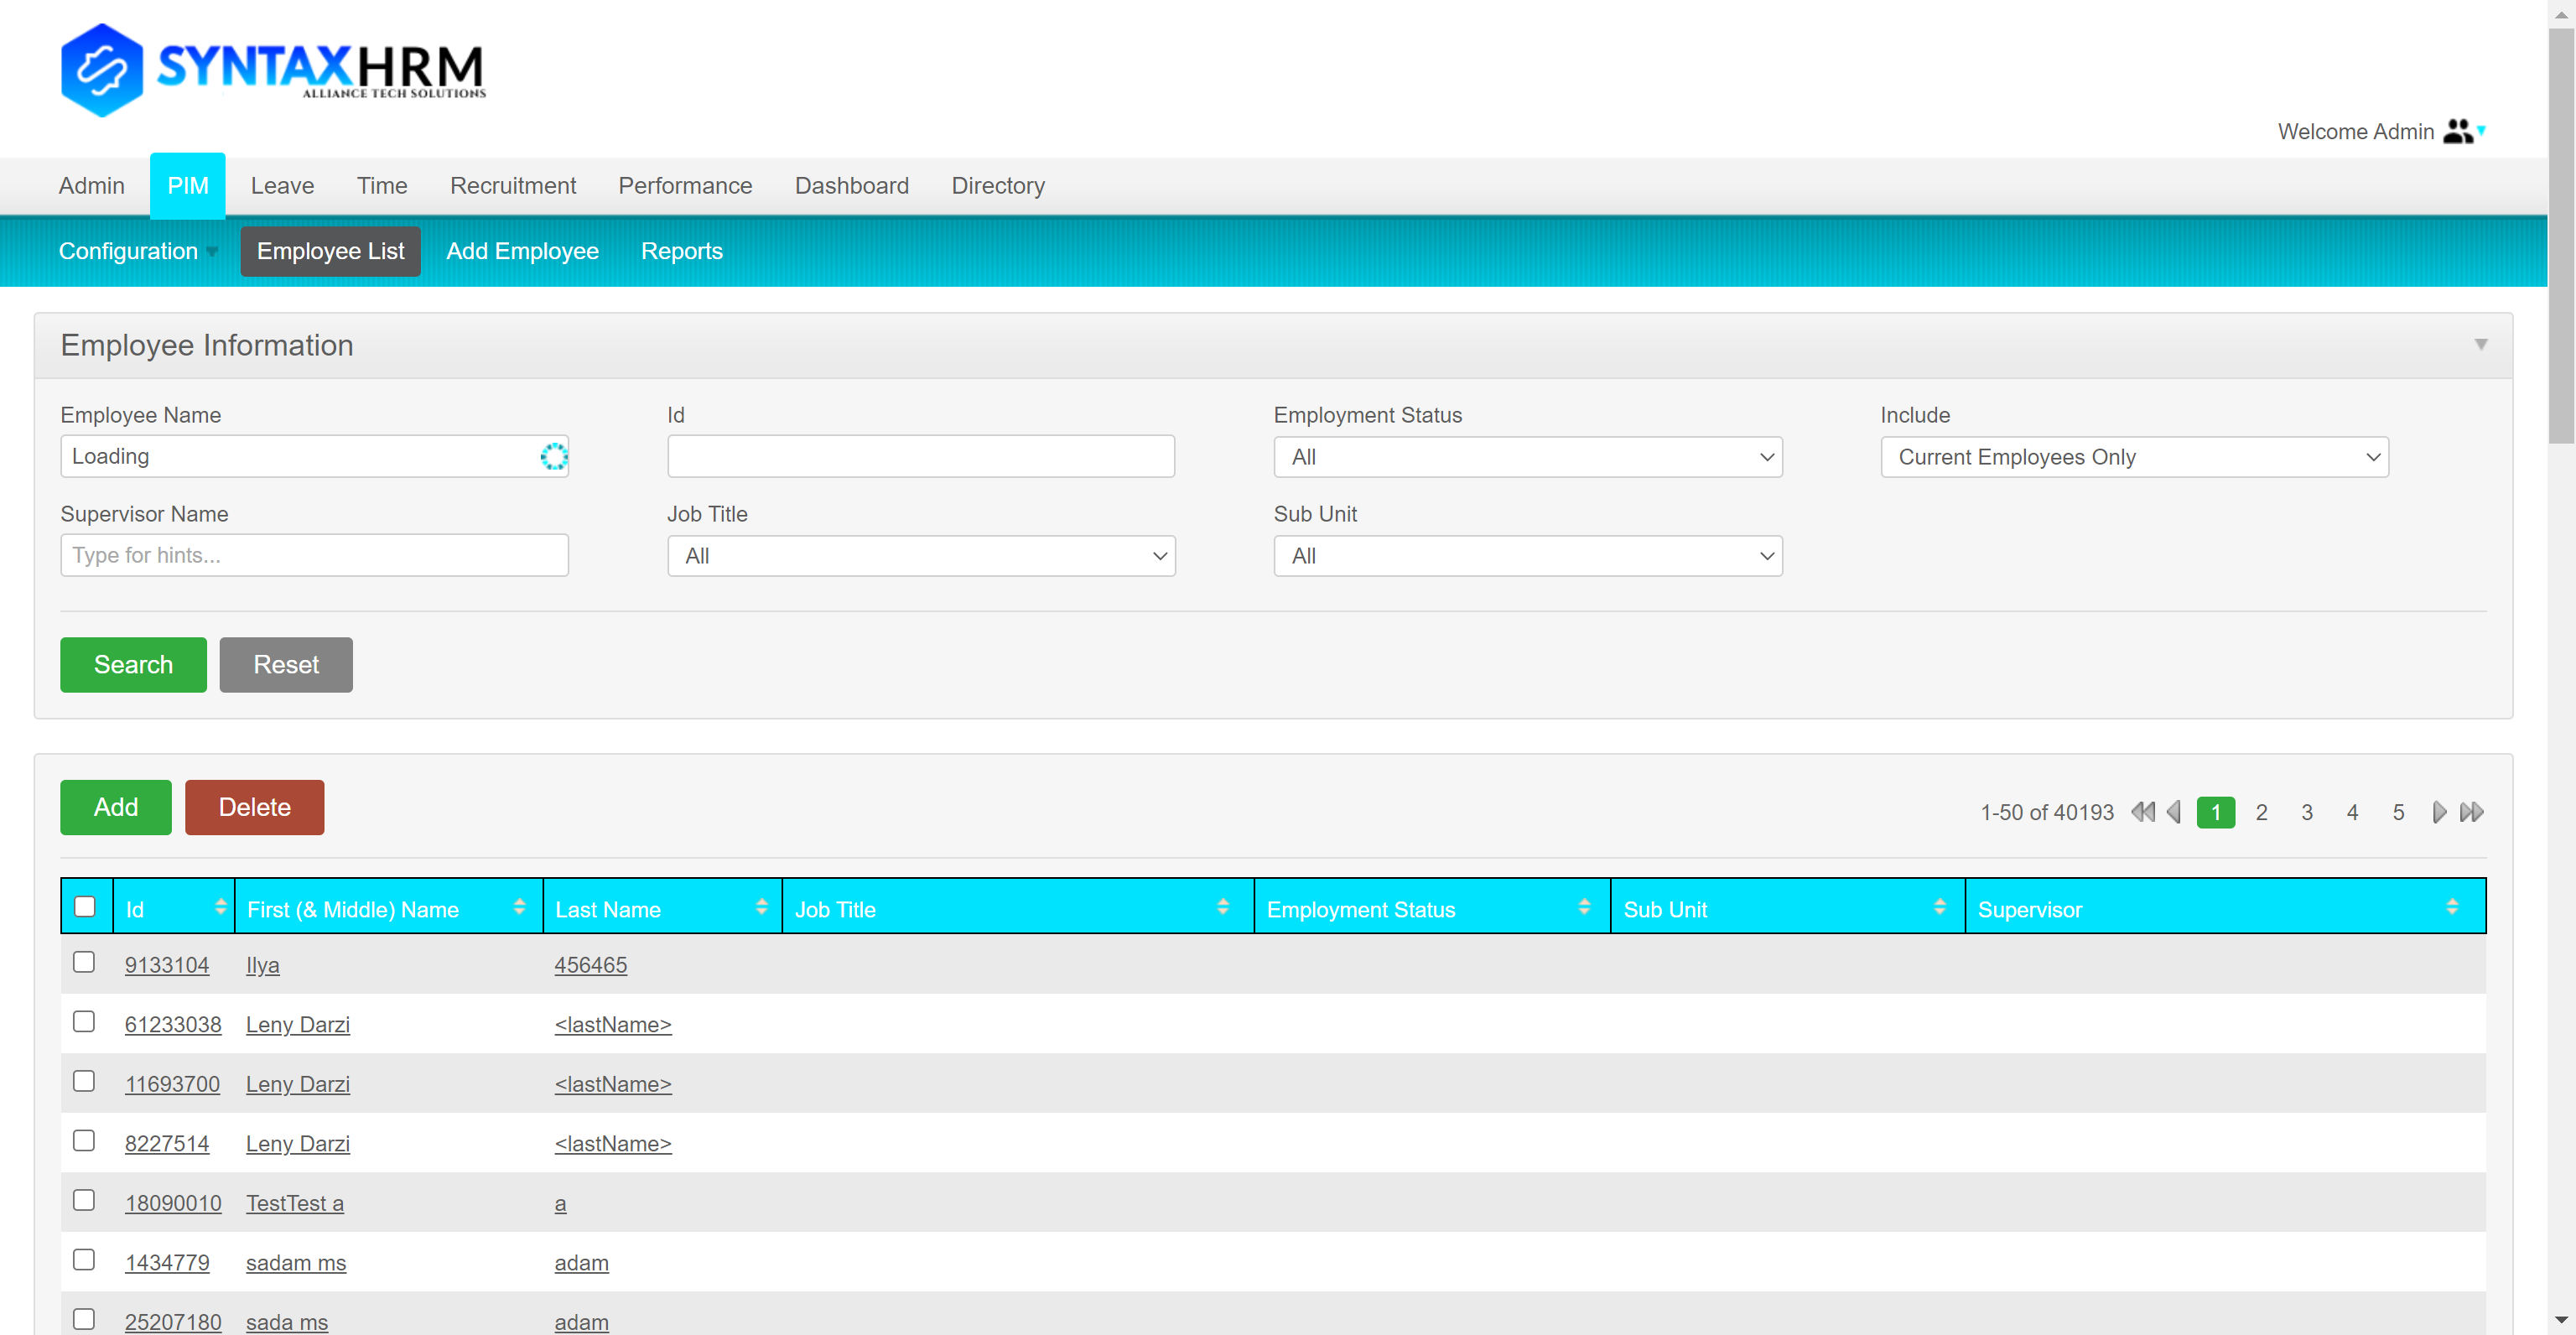 SYNTAXHRM
ALLIANCE TECH SOLUTIONS
Welcome Admin
Admin PIM Leave Time Recruitment Performance Dashboard Directory
Configuration Employee List Add Employee Reports
Employee Information
Employee Name Id Employment Status Include
Loading All Current Employees Only
Supervisor Name Job Title Sub Unit
Type for hints... All All
Search Reset
Add Delete 1-50 of 40193 1 2 3 4 5
Id First (& Middle) Name Last Name Job Title Employment Status Sub Unit Supervisor
9133104 Ilya 456465
61233038 Leny Darzi <lastName>
11693700 Leny Darzi <lastName>
8227514 Leny Darzi <lastName>
18090010 TestTest a a
1434779 sadam ms adam
25207180 sada ms adam